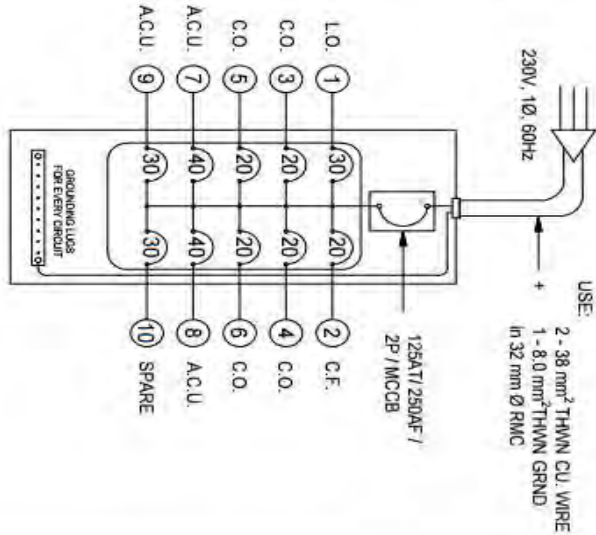 USE:
2 - 38 mm² THWN CU. WIRE
1 - 8.0 mm² THWN GRND
in 32 mm Ø RMC
+
230V, 1Ø, 60Hz
125AT/ 250AF /
2P / MCCB
L.O. 1 30 20 2 C.F.
C.O. 3 20 20 4 C.O.
C.O. 5 20 20 6 C.O.
A.C.U. 7 40 40 8 A.C.U.
A.C.U. 9 30 30 10 SPARE
GROUNDING LUGS
FOR EVERY CIRCUIT